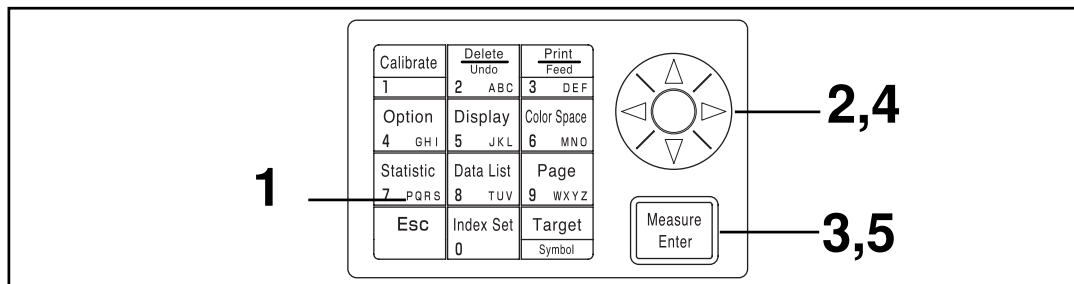 Calibrate
1
Delete
Undo
2 ABC
Print
Feed
3 DEF
Option
4 GHI
Display
5 JKL
Color Space
6 MNO
Statistic
7 PQRS
Data List
8 TUV
Page
9 WXYZ
Esc
Index Set
0
Target
Symbol
Measure
Enter
1
2,4
3,5